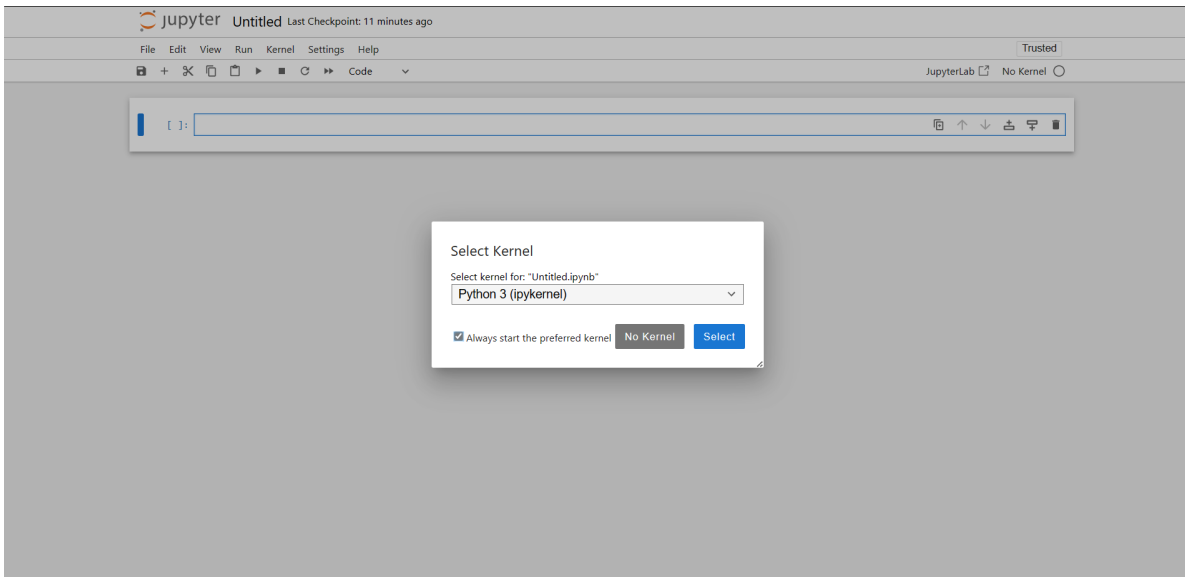 jupyter Untitled Last Checkpoint: 11 minutes ago
File Edit View Run Kernel Settings Help Trusted
Code JupyterLab No Kernel
[ ]:
Select Kernel
Select kernel for: "Untitled.ipynb"
Python 3 (ipykernel)
Always start the preferred kernel No Kernel Select